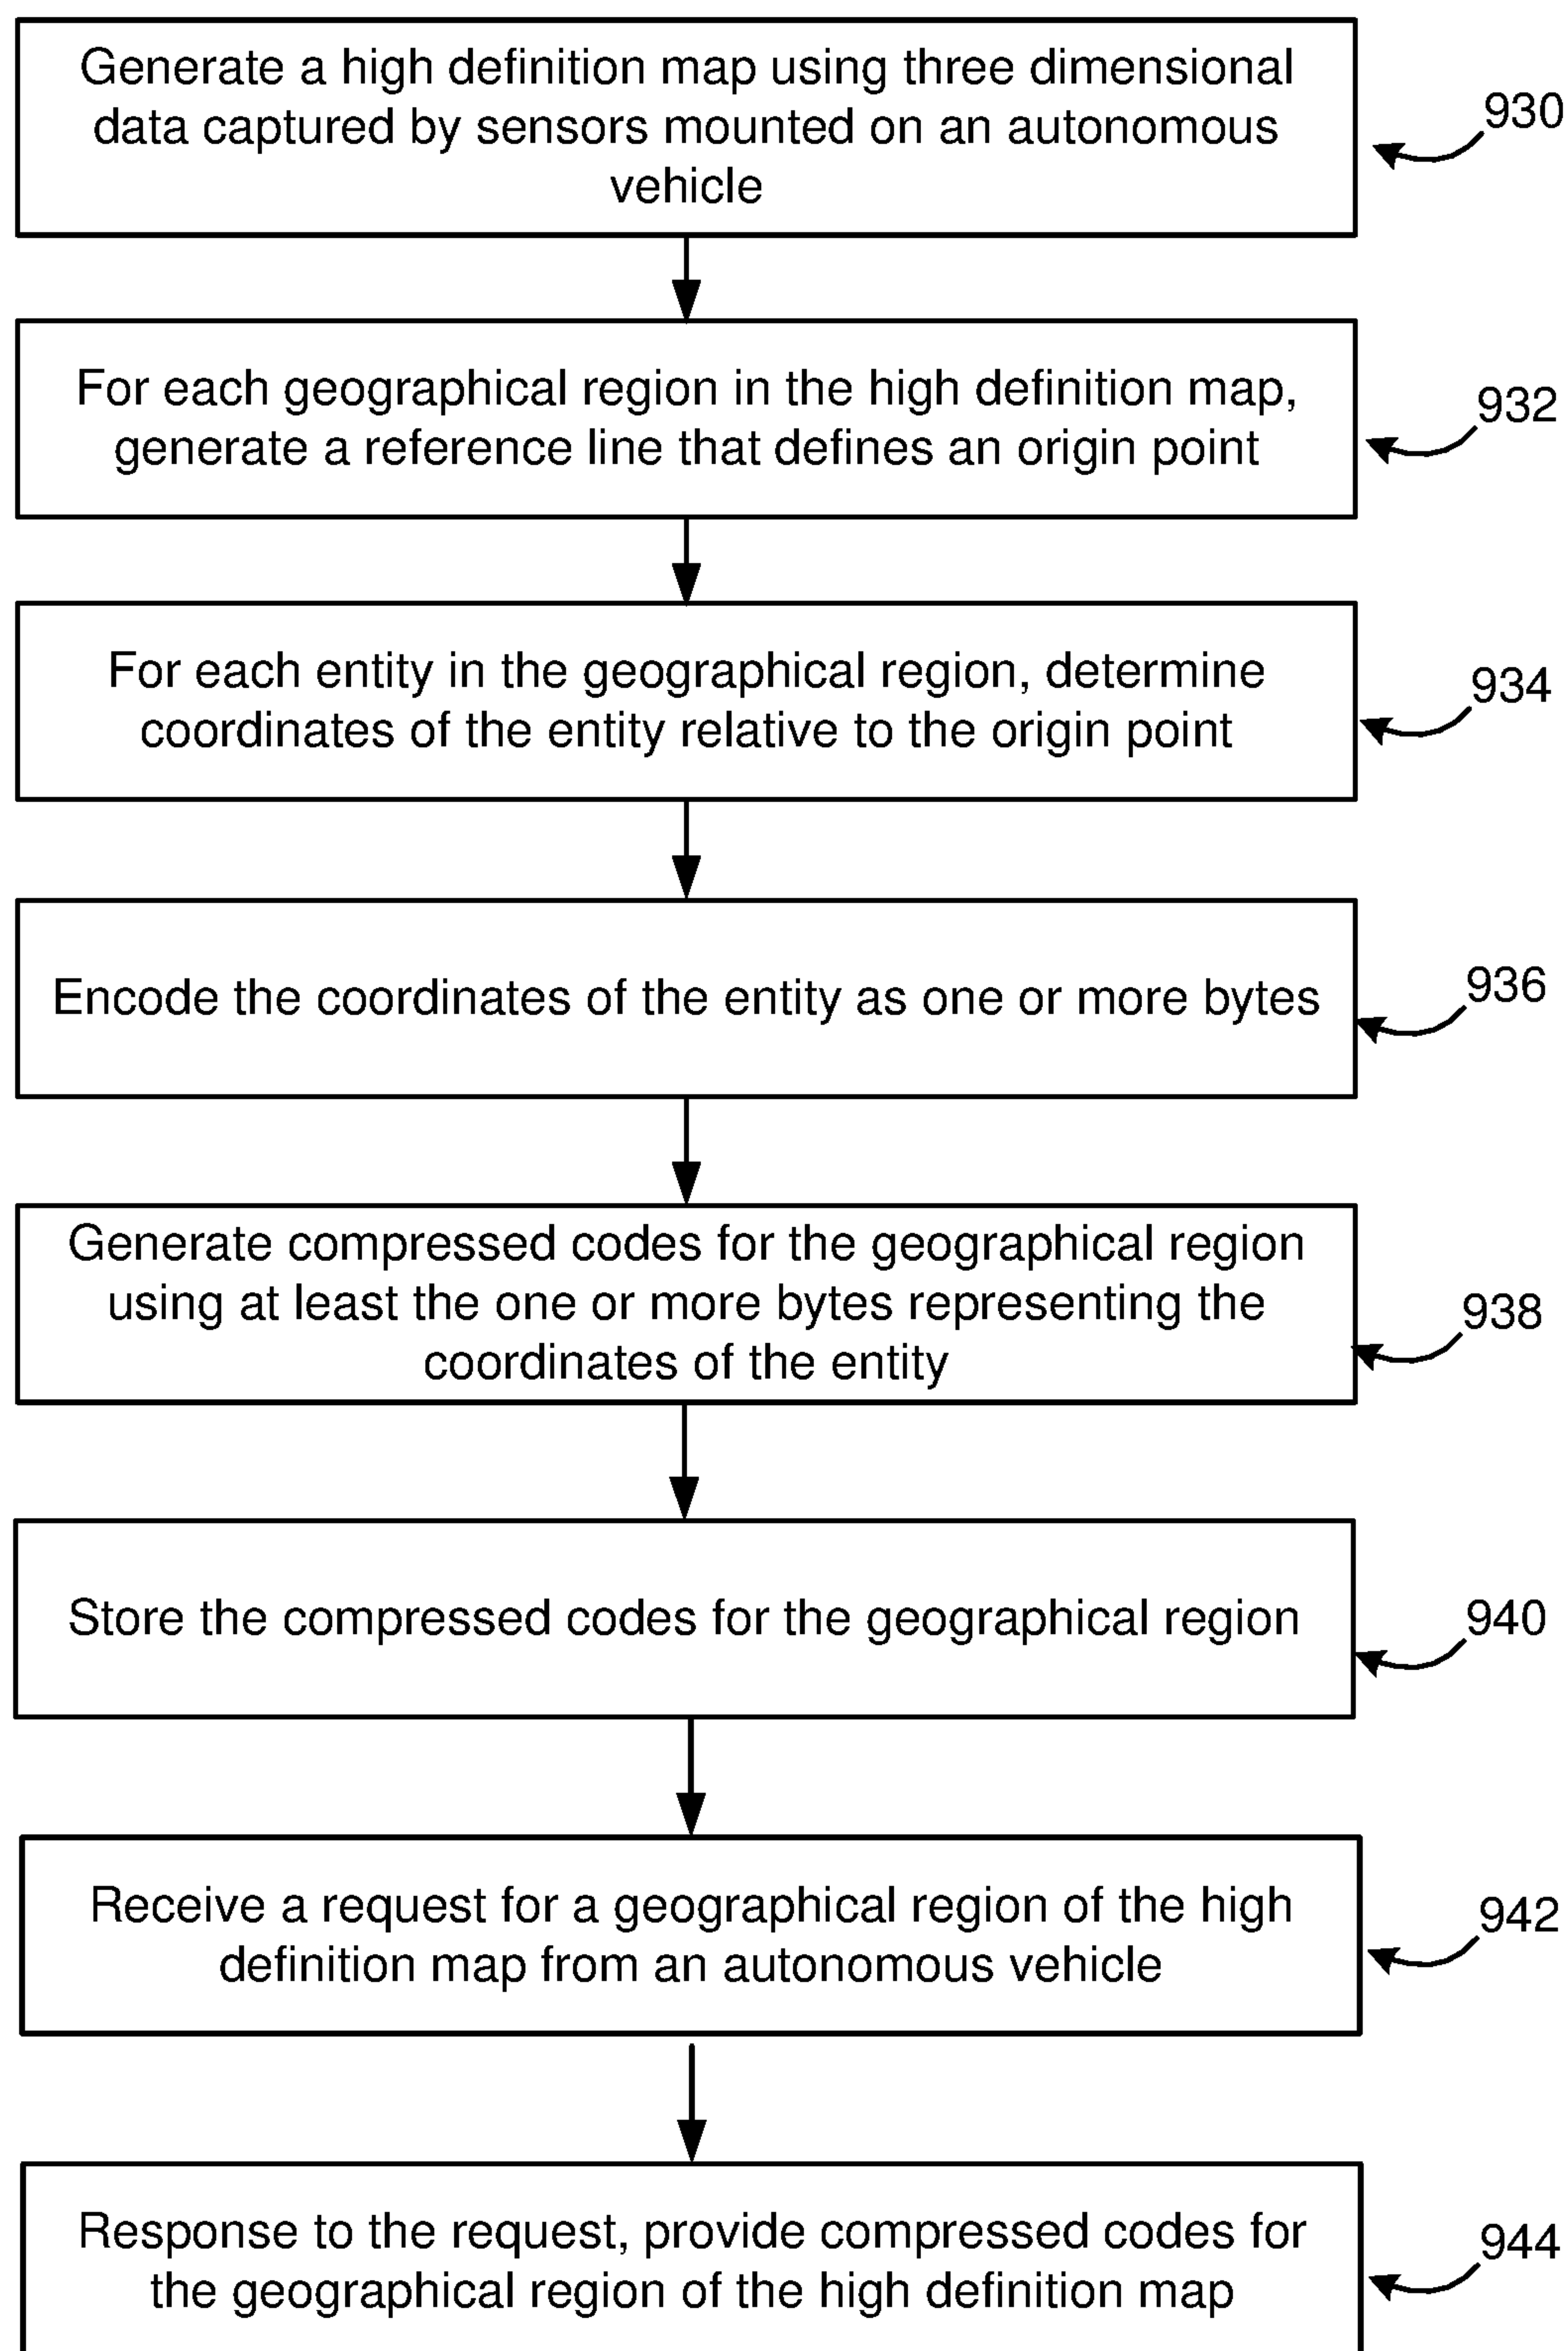 Generate a high definition map using three dimensional
data captured by sensors mounted on an autonomous
vehicle
930
For each geographical region in the high definition map,
generate a reference line that defines an origin point
932
For each entity in the geographical region, determine
coordinates of the entity relative to the origin point
934
Encode the coordinates of the entity as one or more bytes
936
Generate compressed codes for the geographical region
using at least the one or more bytes representing the
coordinates of the entity
938
Store the compressed codes for the geographical region
940
Receive a request for a geographical region of the high
definition map from an autonomous vehicle
942
Response to the request, provide compressed codes for
the geographical region of the high definition map
944